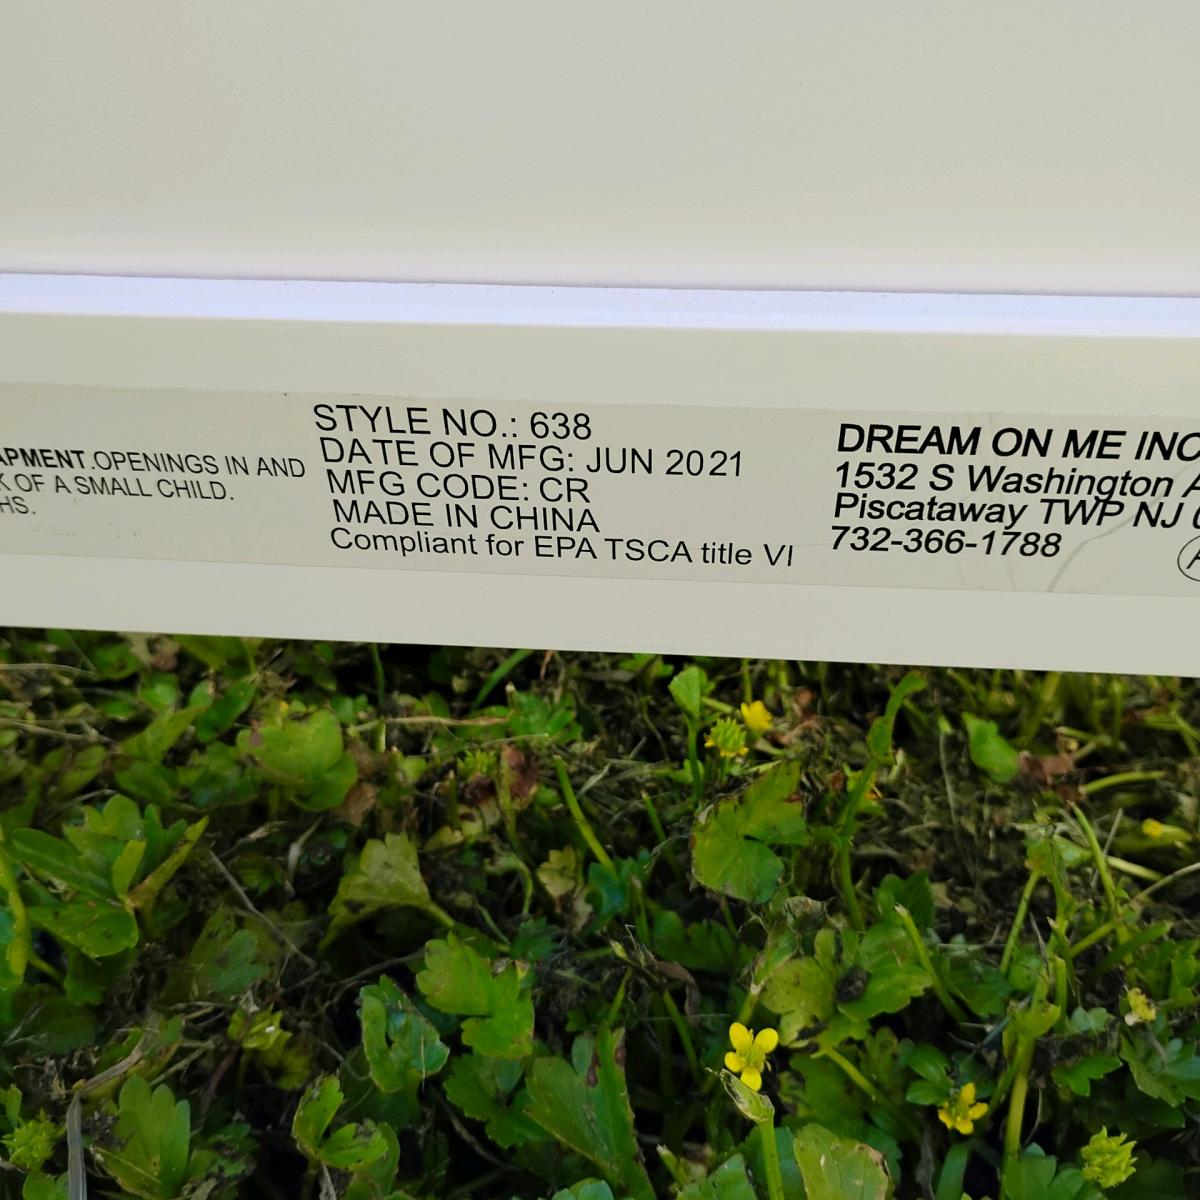 APMENT.OPENINGS IN AND
K OF A SMALL CHILD.
HS.
STYLE NO.: 638
DATE OF MFG: JUN 2021
MFG CODE: CR
MADE IN CHINA
Compliant for EPA TSCA title VI
DREAM ON ME INC
1532 S Washington A
Piscataway TWP NJ
732-366-1788